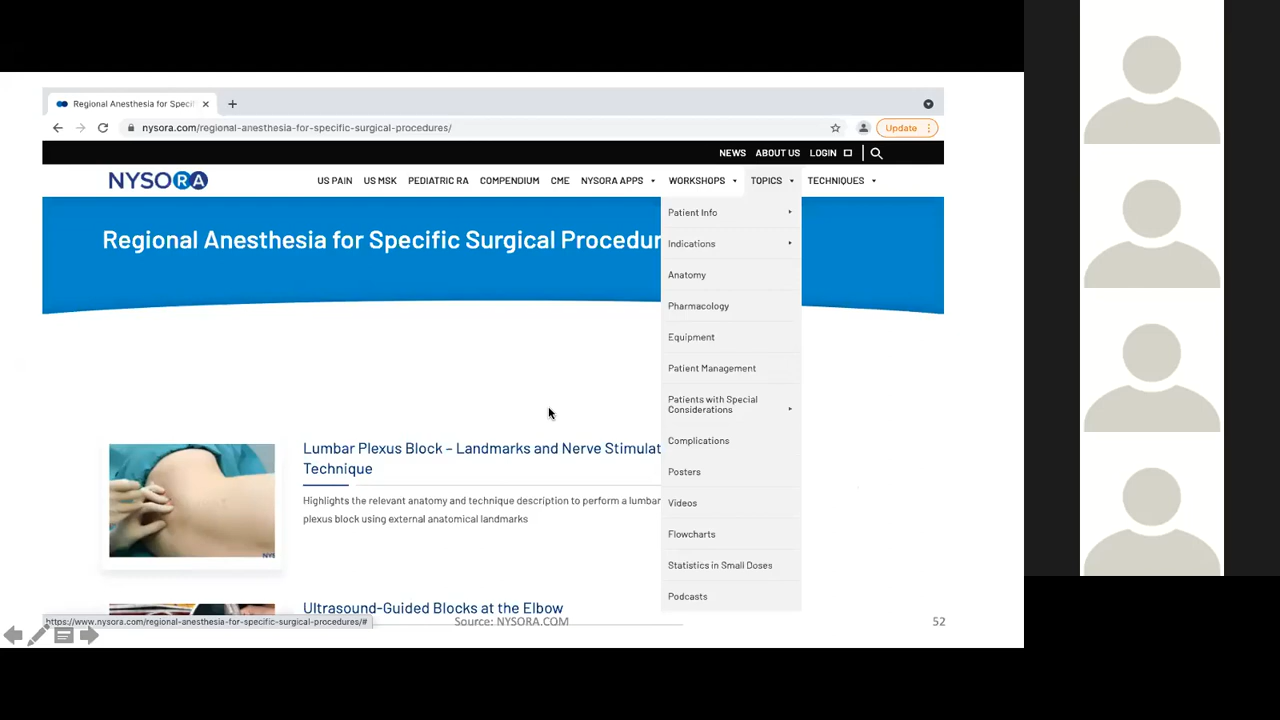 Regional Anesthesia for Specif
nysora.com/regional-anesthesia-for-specific-surgical-procedures/
Update
NEWS ABOUT US LOGIN
NYSORA
US PAIN US MSK PEDIATRIC RA COMPENDIUM CME NYSORA APPS WORKSHOPS TOPICS TECHNIQUES
Regional Anesthesia for Specific Surgical Procedur
Patient Info
Indications
Anatomy
Pharmacology
Equipment
Patient Management
Patients with Special
Considerations
Complications
Posters
Videos
Flowcharts
Statistics in Small Doses
Podcasts
Lumbar Plexus Block – Landmarks and Nerve Stimulat
Technique
Highlights the relevant anatomy and technique description to perform a lumbar
plexus block using external anatomical landmarks
NYS
Ultrasound-Guided Blocks at the Elbow
https://www.nysora.com/regional-anesthesia-for-specific-surgical-procedures/#
Source: NYSORA.COM
52